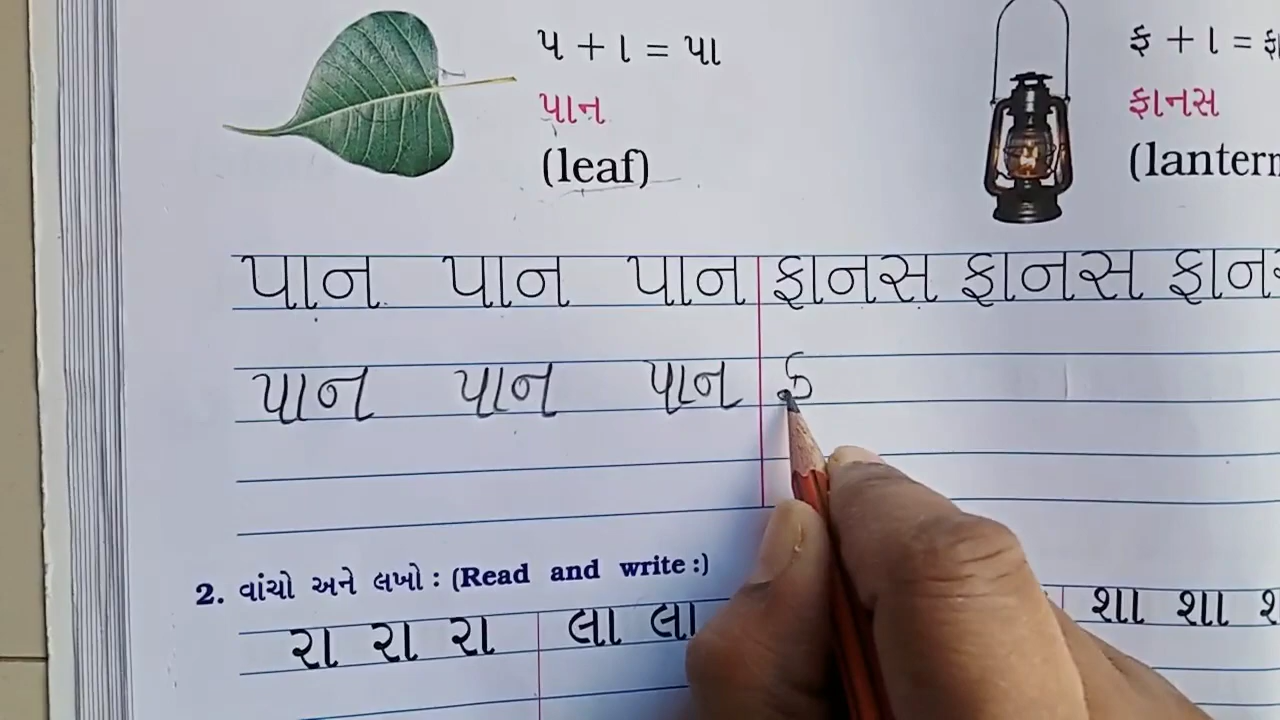 પ + ા = પા
પાન
(leaf)
ફ + ા =
ફાનસ
(lantern
પાન પાન પાન ફાનસ ફાનસ
પાન પાન પાન
2. વાંચો અને લખો : (Read and write :)
રા રા રા લા લા શા શા